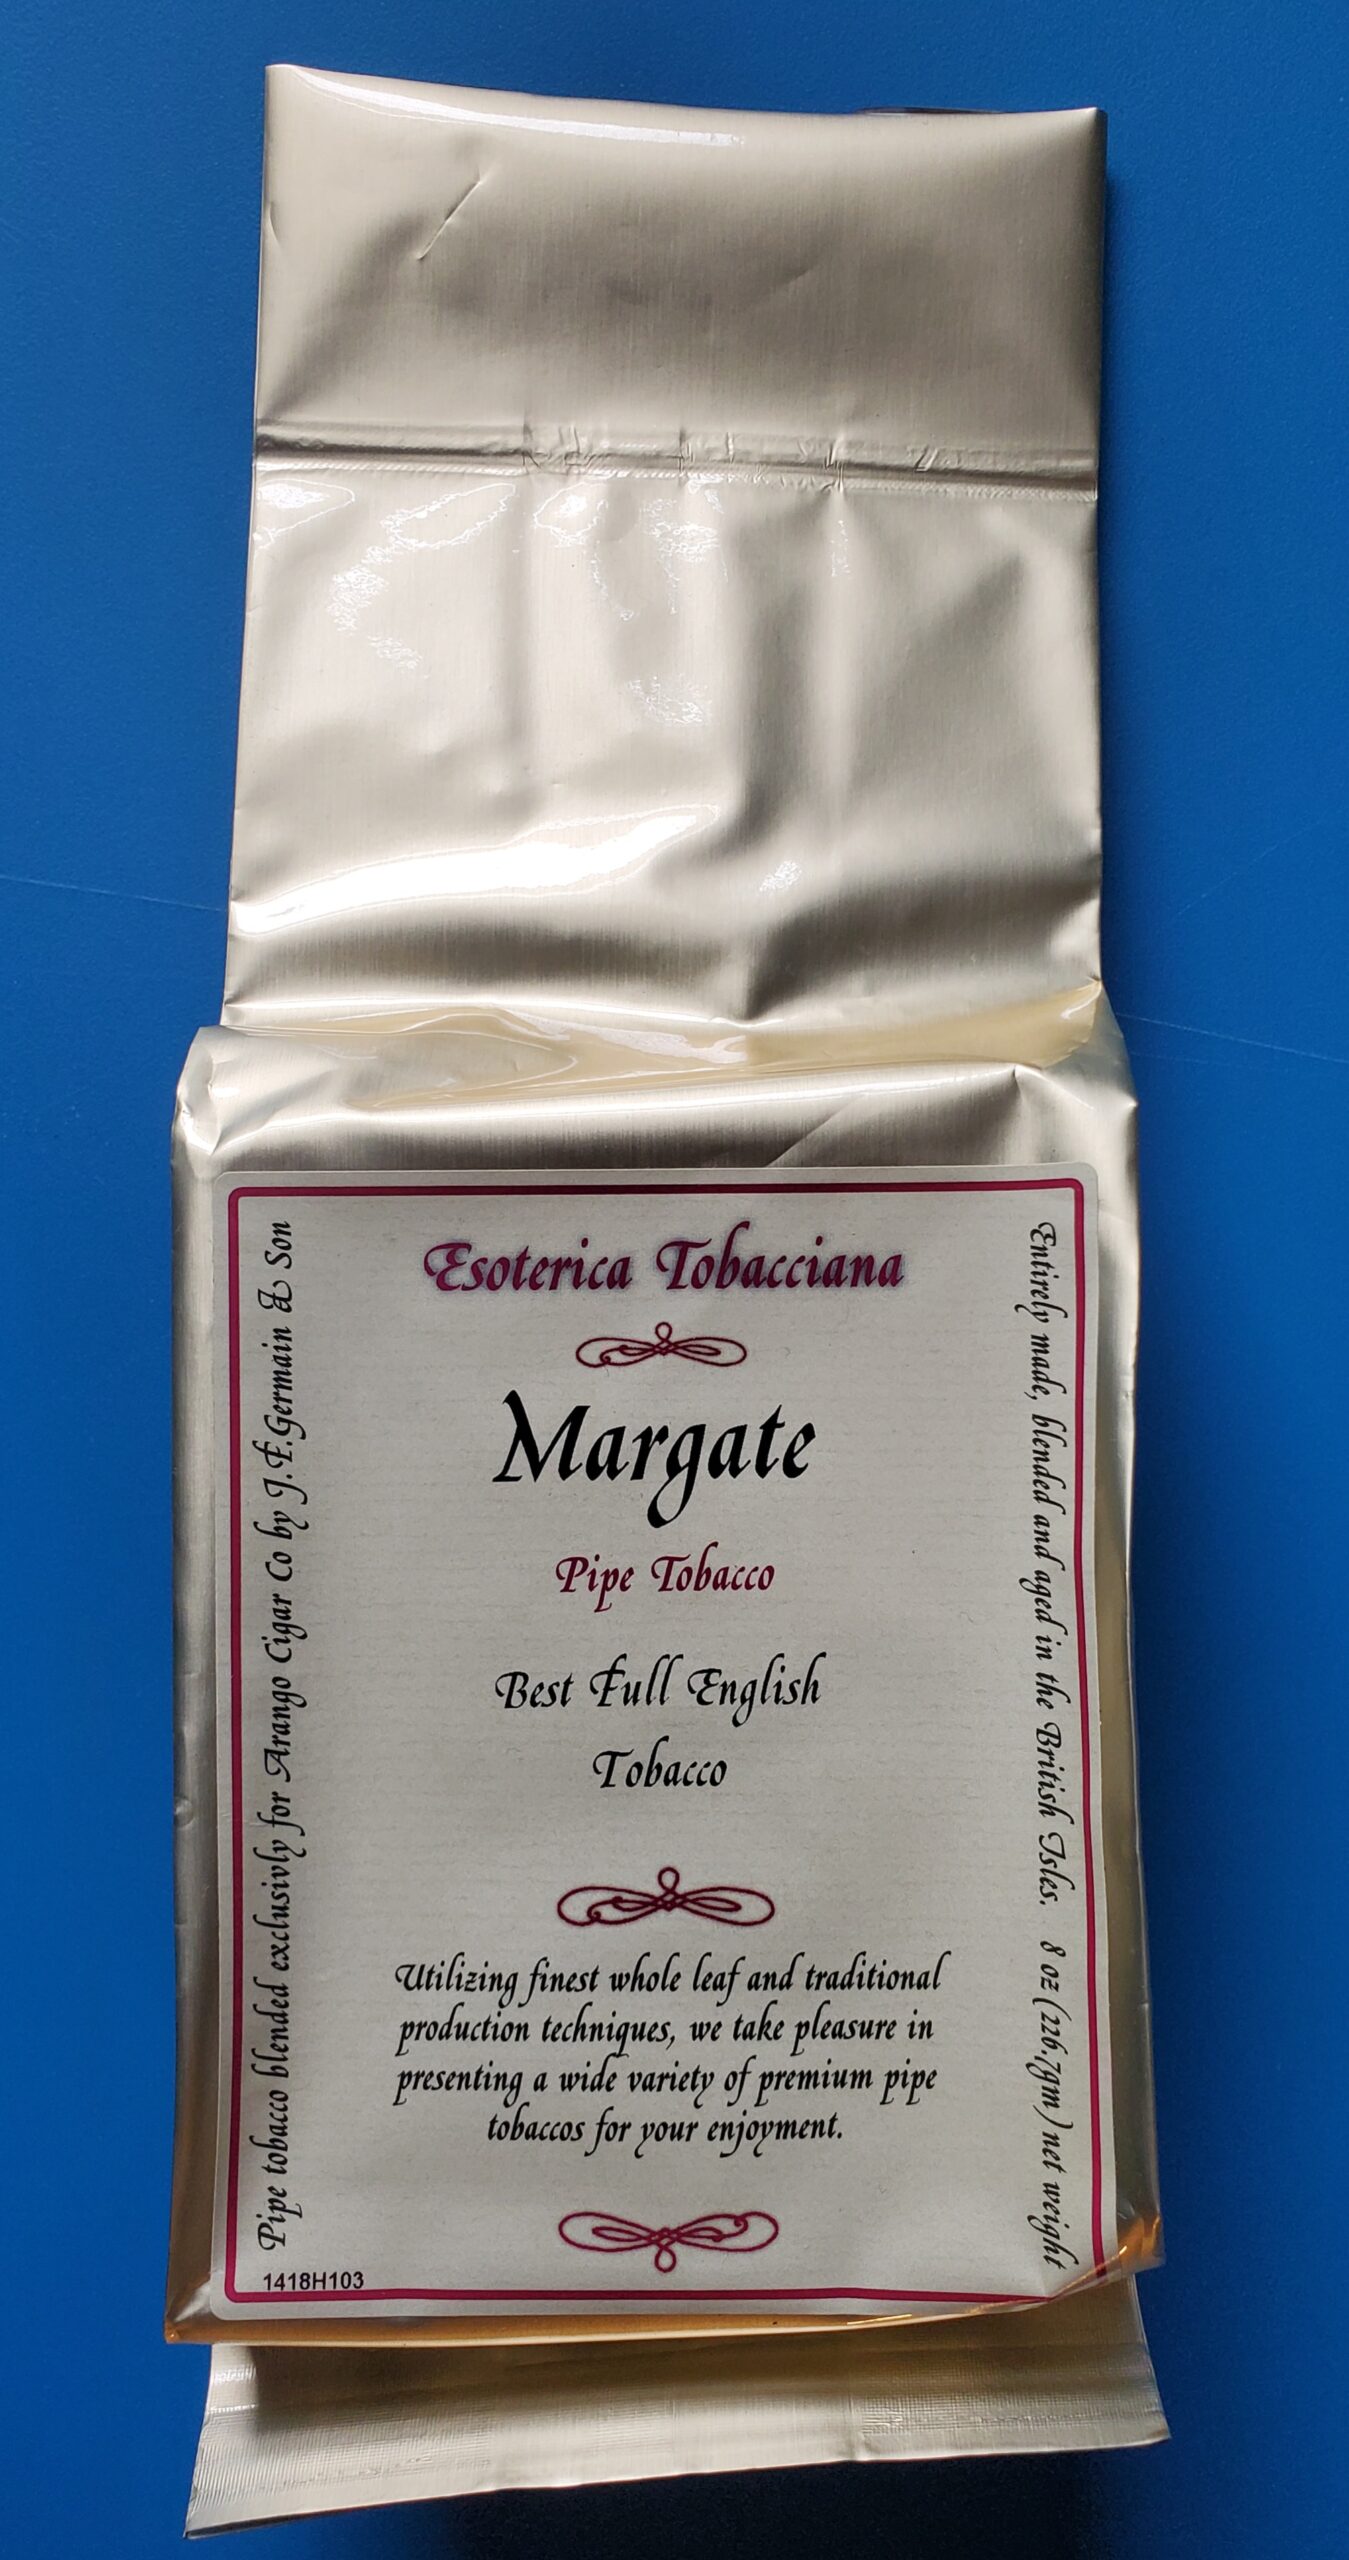 Esoterica Tobacciana
Margate
Pipe Tobacco
Best Full English
Tobacco
Utilizing finest whole leaf and traditional
production techniques, we take pleasure in
presenting a wide variety of premium pipe
tobaccos for your enjoyment.
Pipe tobacco blended exclusivly for Arango Cigar Co by J.F.Germain & Son
Entirely made, blended and aged in the British Isles. 8 oz (226.7gm) net weight
1418H103